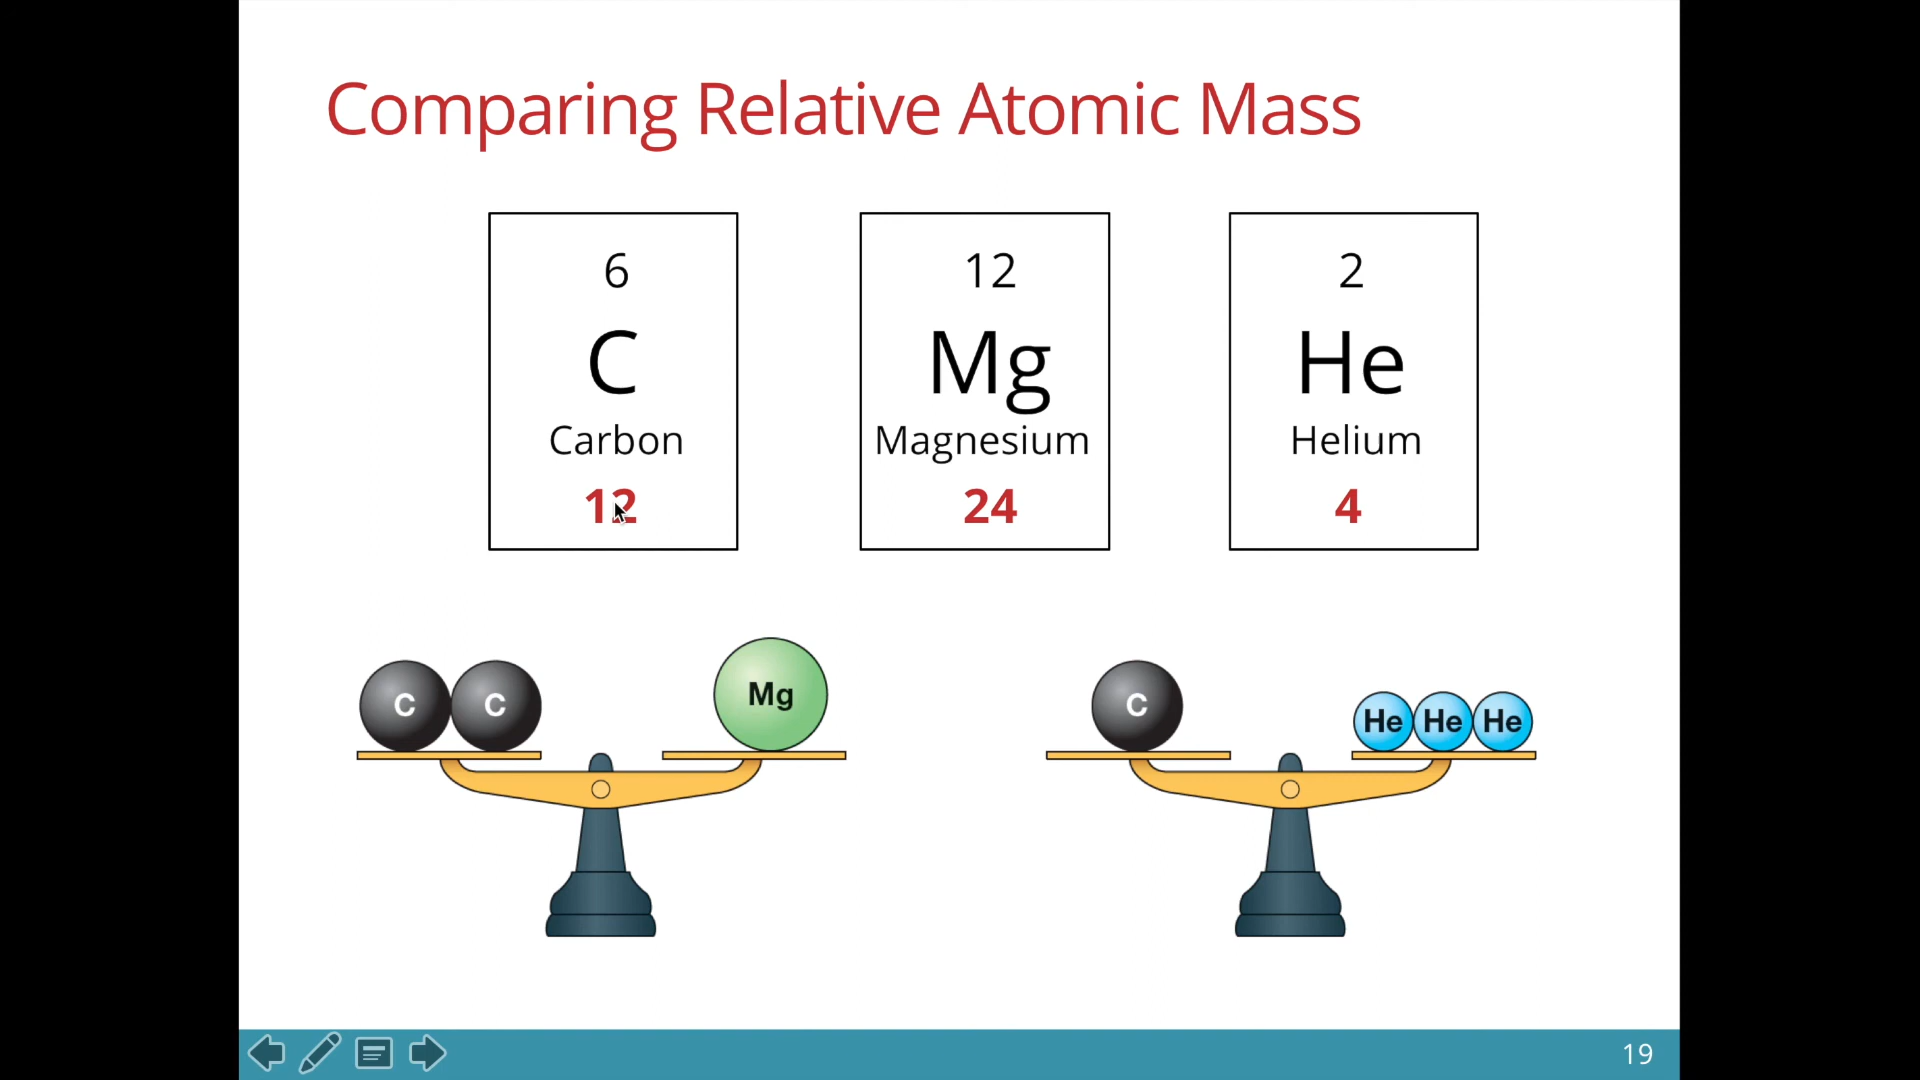 Comparing Relative Atomic Mass
6
C
Carbon
12
12
Mg
Magnesium
24
2
He
Helium
4
C C
Mg
C
He He He
19